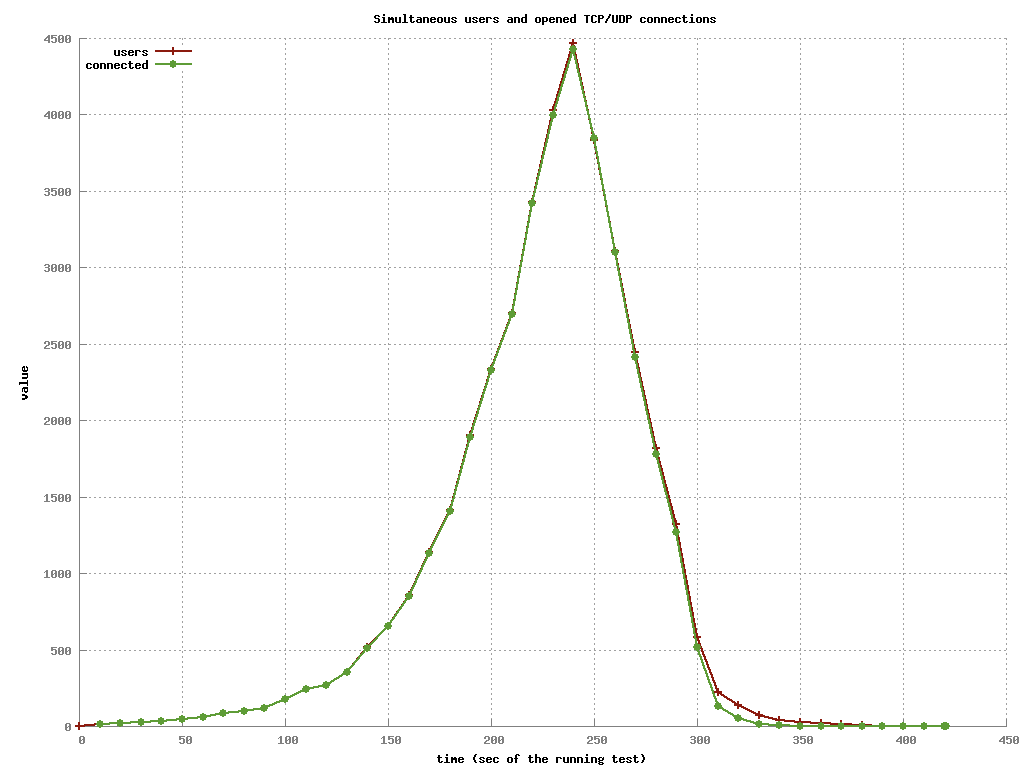 Simultaneous users and opened TCP/UDP connections
users
connected
4500
4000
3500
3000
2500
2000
1500
1000
500
0
value
0 50 100 150 200 250 300 350 400 450
time (sec of the running test)